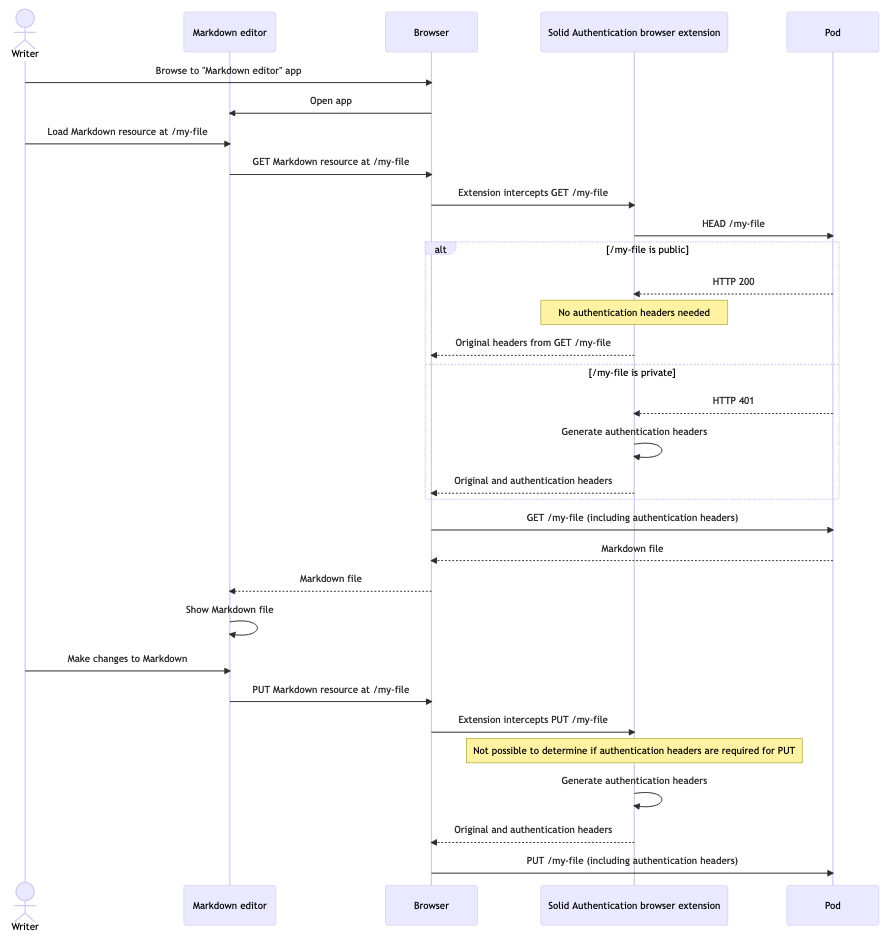 Writer
Markdown editor
Browser
Solid Authentication browser extension
Pod
Browse to "Markdown editor" app
Open app
Load Markdown resource at /my-file
GET Markdown resource at /my-file
Extension intercepts GET /my-file
HEAD /my-file
alt
[/my-file is public]
HTTP 200
No authentication headers needed
Original headers from GET /my-file
[/my-file is private]
HTTP 401
Generate authentication headers
Original and authentication headers
GET /my-file (including authentication headers)
Markdown file
Markdown file
Show Markdown file
Make changes to Markdown
PUT Markdown resource at /my-file
Extension intercepts PUT /my-file
Not possible to determine if authentication headers are required for PUT
Generate authentication headers
Original and authentication headers
PUT /my-file (including authentication headers)
Writer
Markdown editor
Browser
Solid Authentication browser extension
Pod